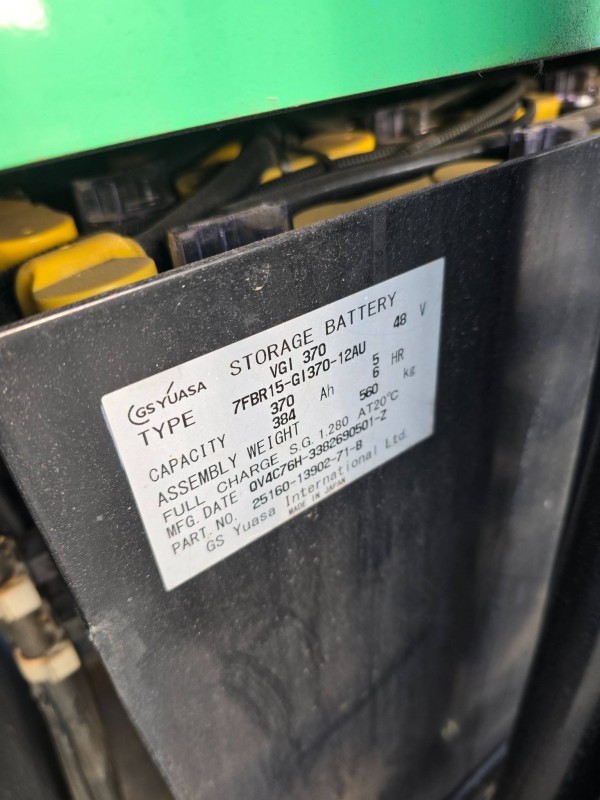 GS YUASA STORAGE BATTERY
VGI 370
TYPE 7FBR15-GI370-12AU 48 V
CAPACITY 370 Ah 5 HR
384 6
ASSEMBLY WEIGHT 560 kg
FULL CHARGE S.G. 1.280 AT20°C
MFG. DATE 0V4C76H-3382690501-Z
PART. NO. 25160-13902-71-B
GS Yuasa International Ltd.
MADE IN JAPAN